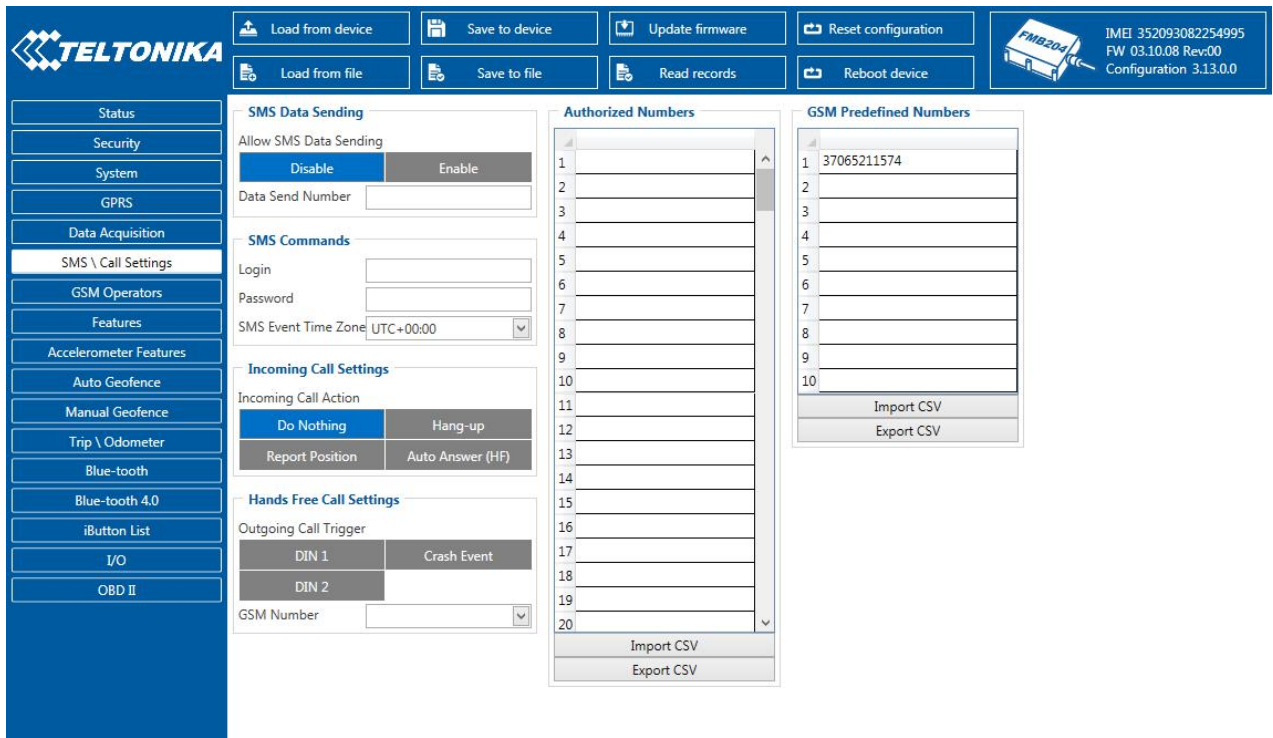 TELTONIKA
Load from device
Save to device
Update firmware
Reset configuration
Load from file
Save to file
Read records
Reboot device
FMB204
IMEI 352093082254995
FW 03.10.08 Rev:00
Configuration 3.13.0.0
Status
Security
System
GPRS
Data Acquisition
SMS \ Call Settings
GSM Operators
Features
Accelerometer Features
Auto Geofence
Manual Geofence
Trip \ Odometer
Blue-tooth
Blue-tooth 4.0
iButton List
I/O
OBD II
SMS Data Sending
Allow SMS Data Sending
Disable Enable
Data Send Number
SMS Commands
Login
Password
SMS Event Time Zone UTC+00:00
Incoming Call Settings
Incoming Call Action
Do Nothing Hang-up
Report Position Auto Answer (HF)
Hands Free Call Settings
Outgoing Call Trigger
DIN 1 Crash Event
DIN 2
GSM Number
Authorized Numbers
1
2
3
4
5
6
7
8
9
10
11
12
13
14
15
16
17
18
19
20
Import CSV
Export CSV
GSM Predefined Numbers
1 37065211574
2
3
4
5
6
7
8
9
10
Import CSV
Export CSV